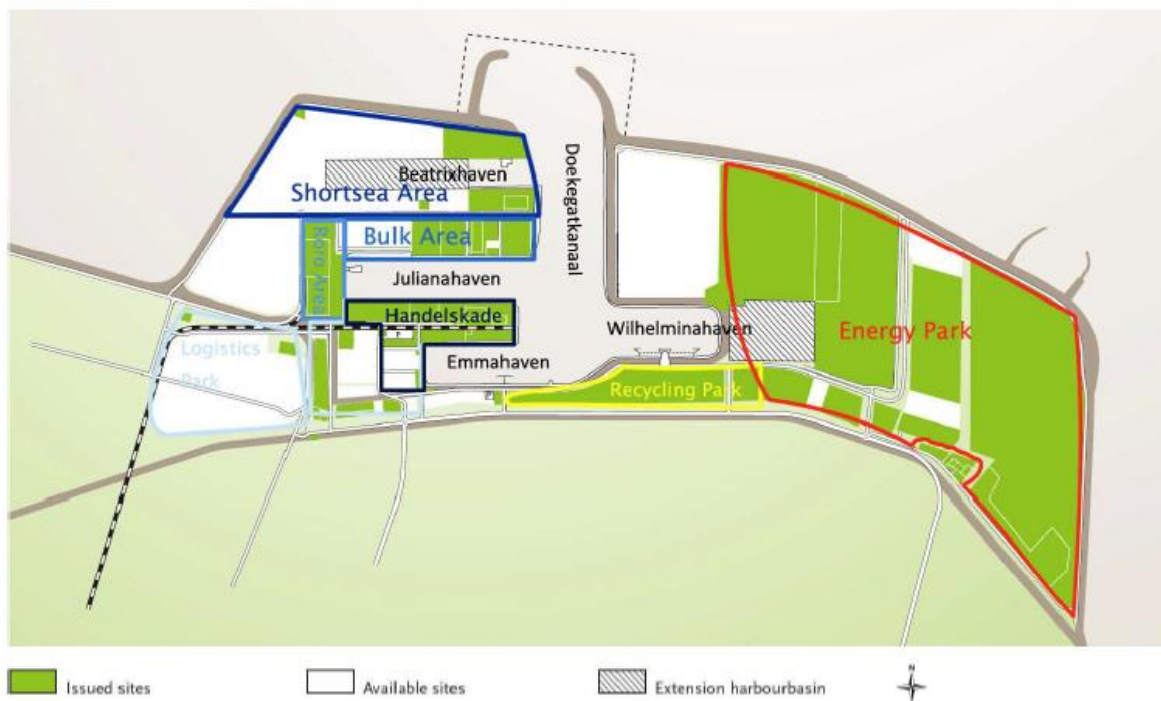 Doekegatkanaal
Beatrixhaven
Shortsea Area
Roro Area
Bulk Area
Julianahaven
Handelskade
Wilhelminahaven
Energy Park
Logistics
Park
Emmahaven
Recycling Park
N
Issued sites
Available sites
Extension harbourbasin